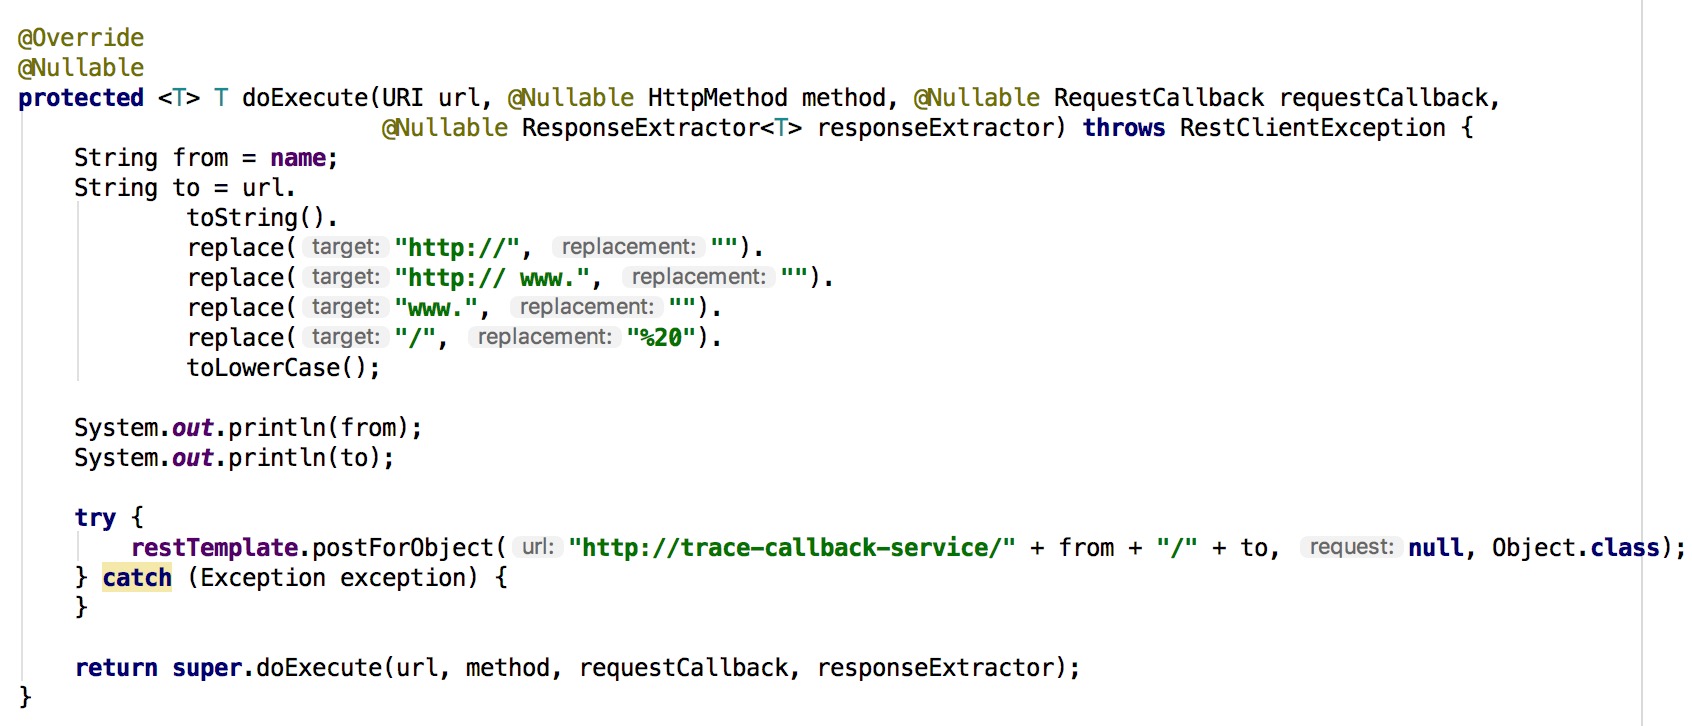 @Override
@Nullable
protected <T> T doExecute(URI url, @Nullable HttpMethod method, @Nullable RequestCallback requestCallback,
@Nullable ResponseExtractor<T> responseExtractor) throws RestClientException {
String from = name;
String to = url.
toString().
replace( target: "http://", replacement: "").
replace( target: "http:// www.", replacement: "").
replace( target: "www.", replacement: "").
replace( target: "/", replacement: "%20").
toLowerCase();
System.out.println(from);
System.out.println(to);
try {
restTemplate.postForObject( url: "http://trace-callback-service/" + from + "/" + to, request: null, Object.class);
} catch (Exception exception) {
}
return super.doExecute(url, method, requestCallback, responseExtractor);
}